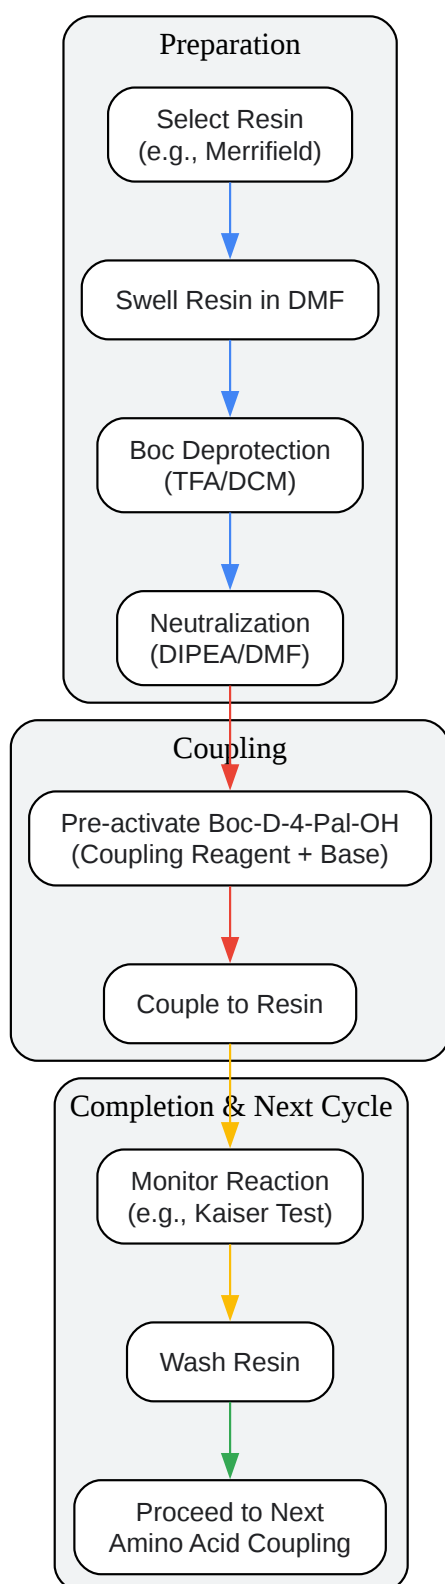 Preparation
Select Resin
(e.g., Merrifield)
Swell Resin in DMF
Boc Deprotection
(TFA/DCM)
Neutralization
(DIPEA/DMF)
Coupling
Pre-activate Boc-D-4-Pal-OH
(Coupling Reagent + Base)
Couple to Resin
Completion & Next Cycle
Monitor Reaction
(e.g., Kaiser Test)
Wash Resin
Proceed to Next
Amino Acid Coupling